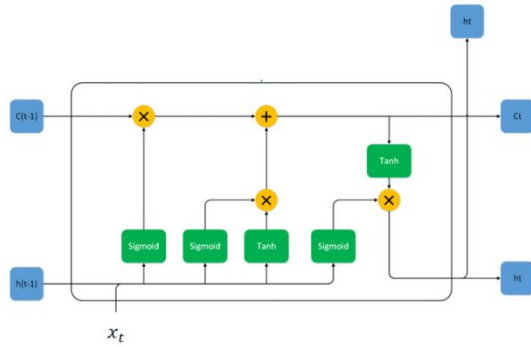 ht
C(t-1)
×
+
Ct
Tanh
×
×
Sigmoid
Sigmoid
Tanh
Sigmoid
h(t-1)
ht
x_t